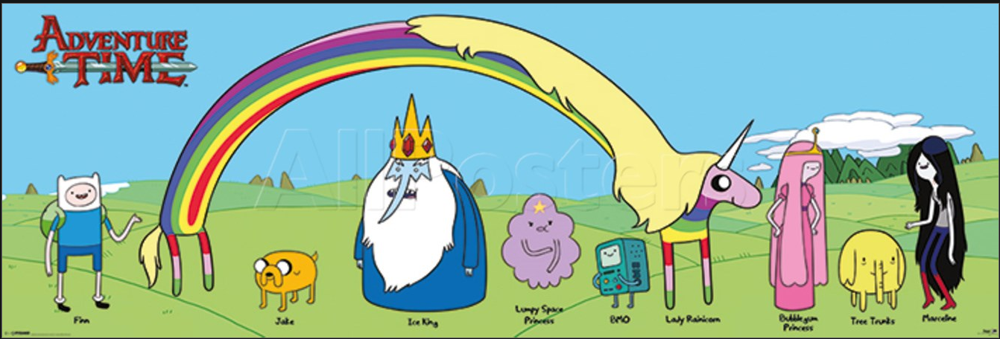 ADVENTURE
TIME
AllPosters
Finn
Jake
Ice King
Lumpy Space
Princess
BMO
Lady Rainicorn
Bubblegum
Princess
Tree Trunks
Marceline